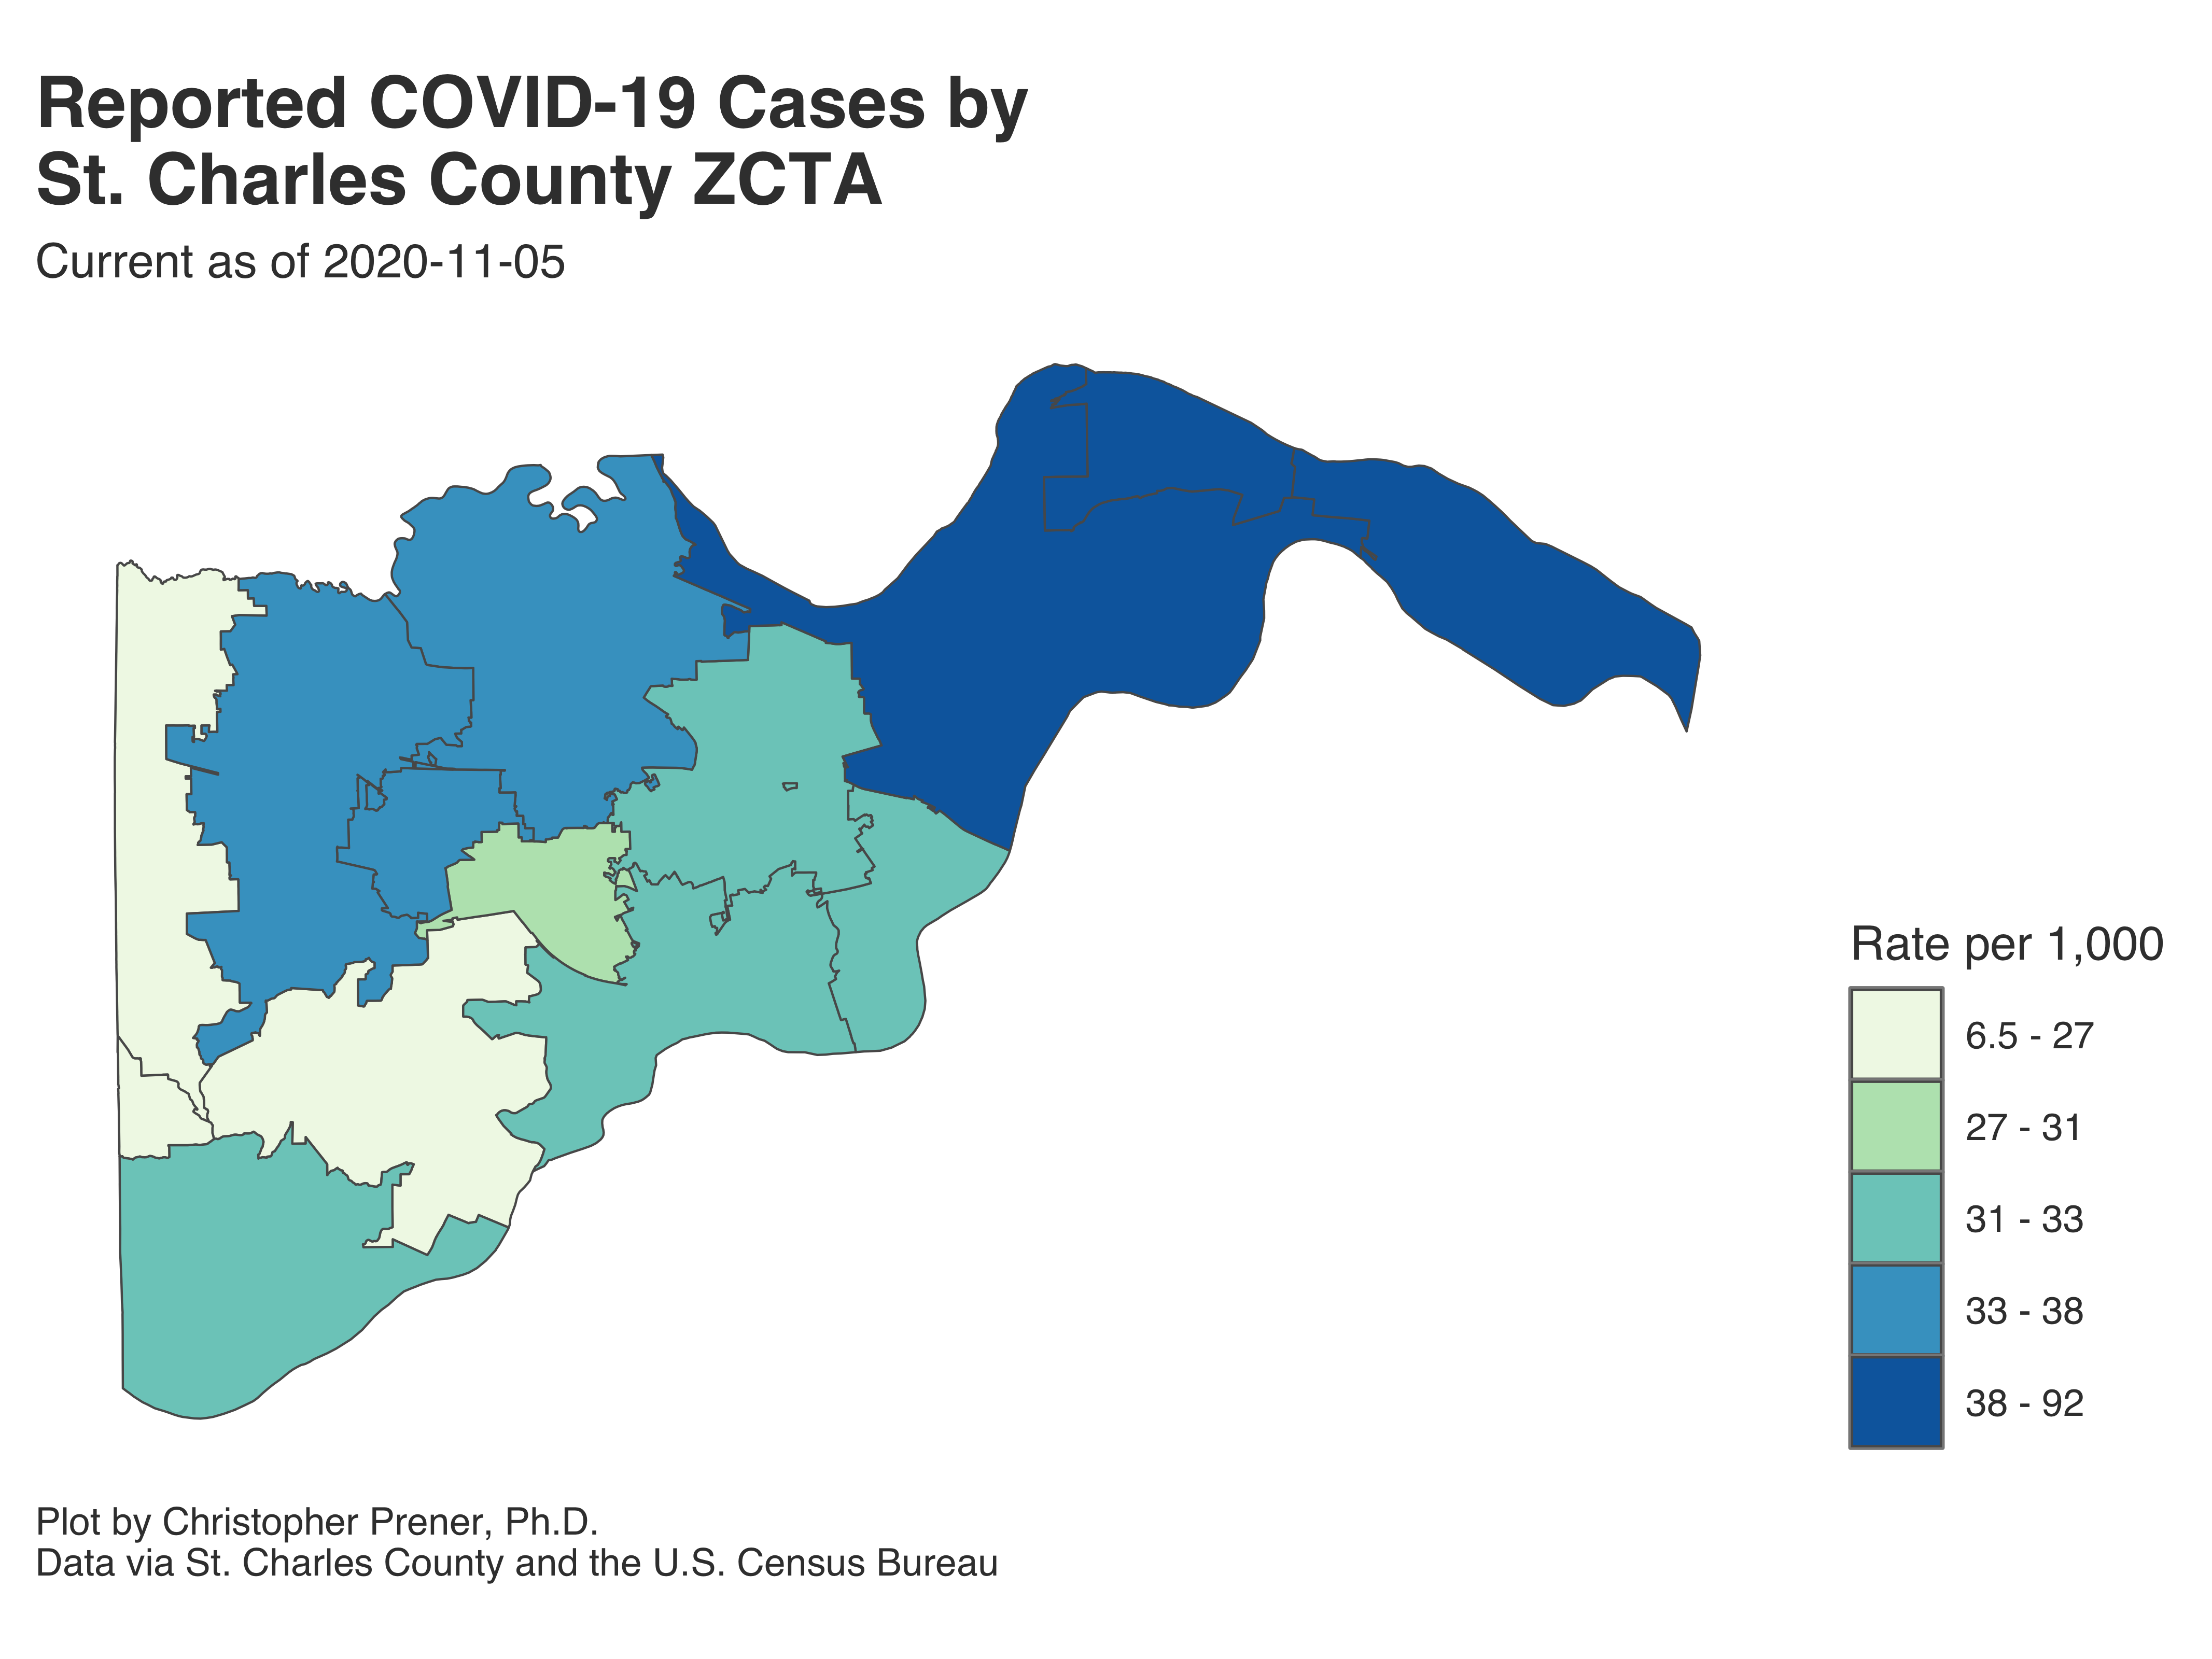 Reported COVID-19 Cases by
St. Charles County ZCTA
Current as of 2020-11-05
Rate per 1,000
6.5 - 27
27 - 31
31 - 33
33 - 38
38 - 92
Plot by Christopher Prener, Ph.D.
Data via St. Charles County and the U.S. Census Bureau